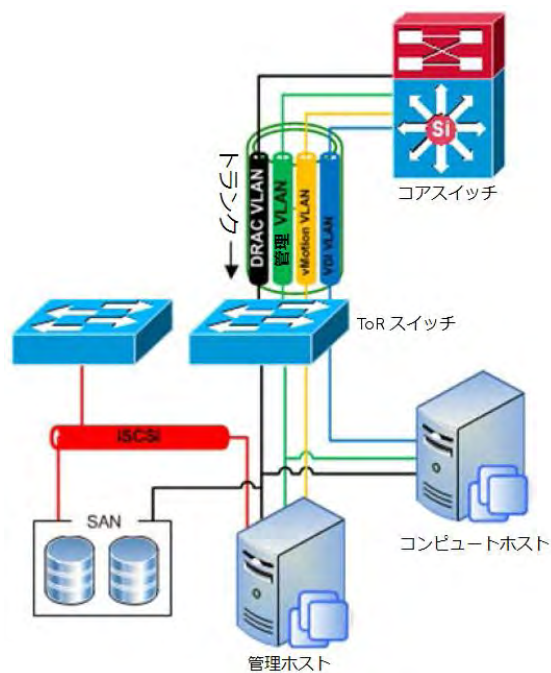 Si
コアスイッチ
トランク
DRAC VLAN
管理 VLAN
vMotion VLAN
VDI VLAN
ToR スイッチ
iSCSI
SAN
コンピュートホスト
管理ホスト